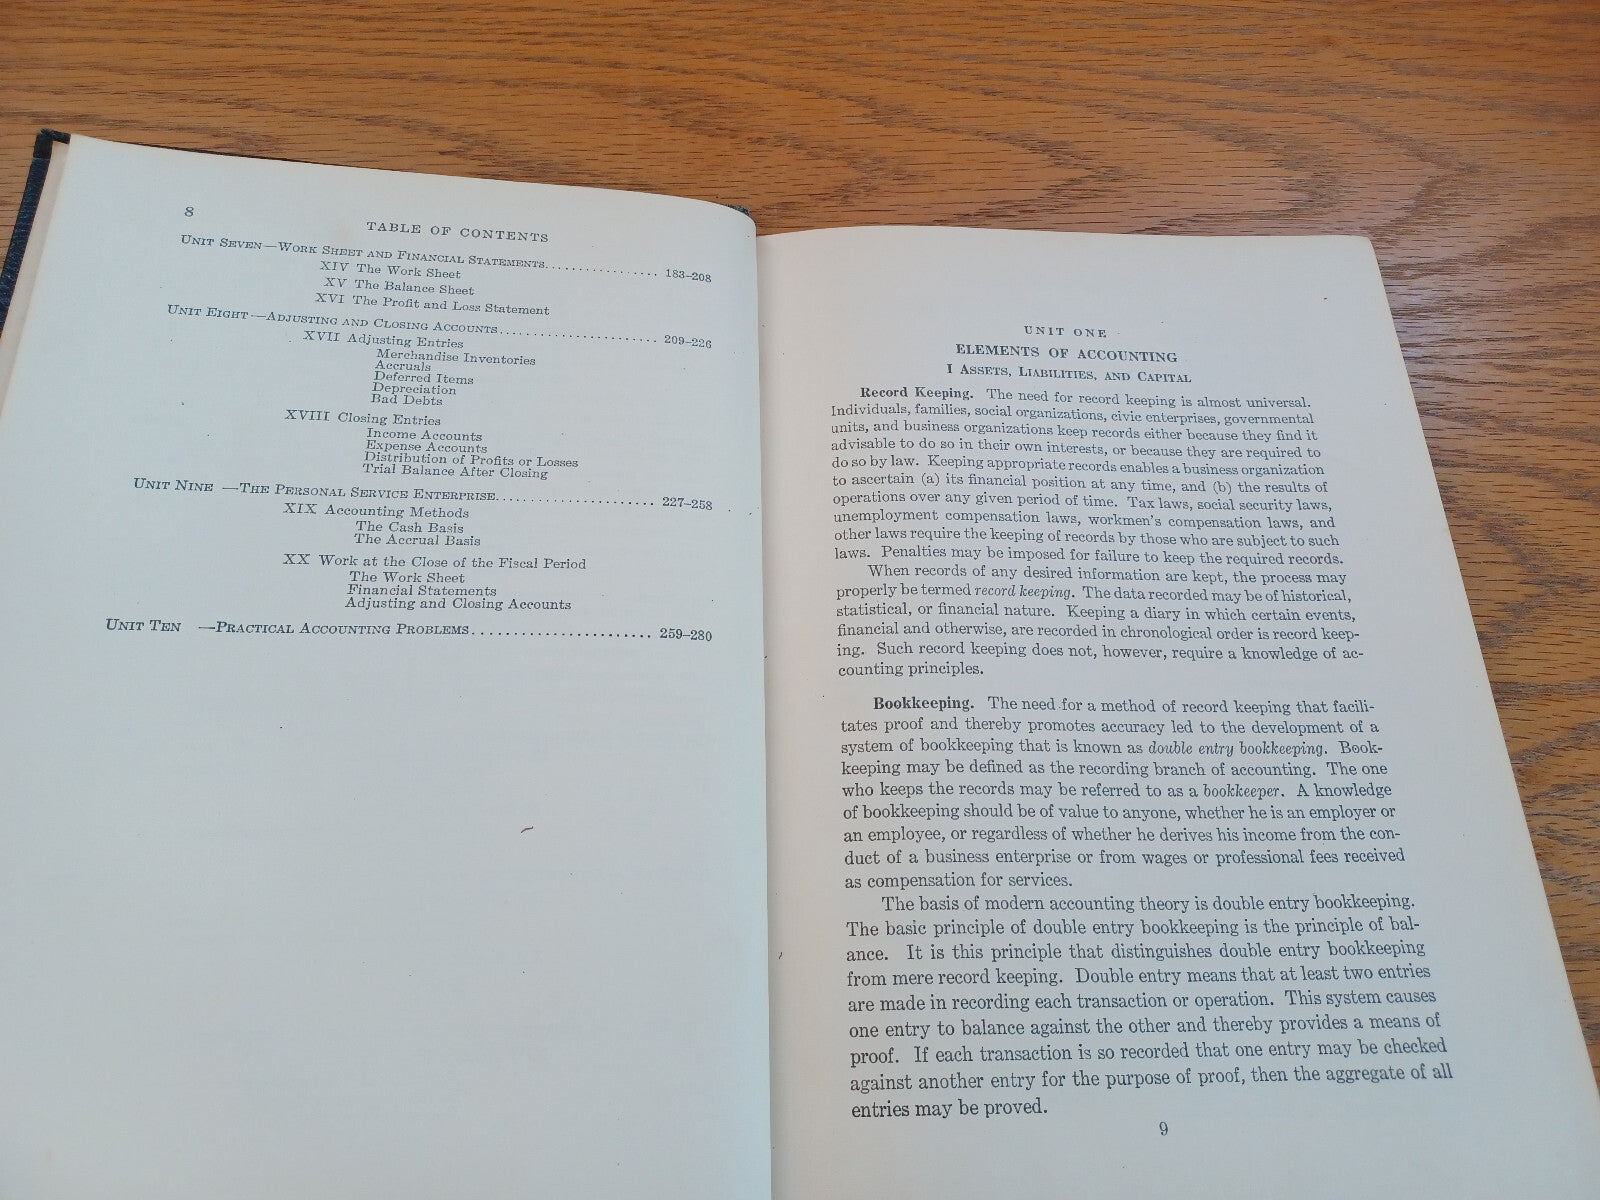 8
TABLE OF CONTENTS
UNIT SEVEN—WORK SHEET AND FINANCIAL STATEMENTS................. 183–208
XIV The Work Sheet
XV The Balance Sheet
XVI The Profit and Loss Statement
UNIT EIGHT—ADJUSTING AND CLOSING ACCOUNTS....................... 209–226
XVII Adjusting Entries
Merchandise Inventories
Accruals
Deferred Items
Depreciation
Bad Debts
XVIII Closing Entries
Income Accounts
Expense Accounts
Distribution of Profits or Losses
Trial Balance After Closing
UNIT NINE —THE PERSONAL SERVICE ENTERPRISE....................... 227–258
XIX Accounting Methods
The Cash Basis
The Accrual Basis
XX Work at the Close of the Fiscal Period
The Work Sheet
Financial Statements
Adjusting and Closing Accounts
UNIT TEN —PRACTICAL ACCOUNTING PROBLEMS........................ 259–280
UNIT ONE
ELEMENTS OF ACCOUNTING
I ASSETS, LIABILITIES, AND CAPITAL
Record Keeping. The need for record keeping is almost universal.
Individuals, families, social organizations, civic enterprises, governmental
units, and business organizations keep records either because they find it
advisable to do so in their own interests, or because they are required to
do so by law. Keeping appropriate records enables a business organization
to ascertain (a) its financial position at any time, and (b) the results of
operations over any given period of time. Tax laws, social security laws,
unemployment compensation laws, workmen's compensation laws, and
other laws require the keeping of records by those who are subject to such
laws. Penalties may be imposed for failure to keep the required records.
When records of any desired information are kept, the process may
properly be termed record keeping. The data recorded may be of historical,
statistical, or financial nature. Keeping a diary in which certain events,
financial and otherwise, are recorded in chronological order is record keep-
ing. Such record keeping does not, however, require a knowledge of ac-
counting principles.
Bookkeeping. The need for a method of record keeping that facili-
tates proof and thereby promotes accuracy led to the development of a
system of bookkeeping that is known as double entry bookkeeping. Book-
keeping may be defined as the recording branch of accounting. The one
who keeps the records may be referred to as a bookkeeper. A knowledge
of bookkeeping should be of value to anyone, whether he is an employer or
an employee, or regardless of whether he derives his income from the con-
duct of a business enterprise or from wages or professional fees received
as compensation for services.
The basis of modern accounting theory is double entry bookkeeping.
The basic principle of double entry bookkeeping is the principle of bal-
ance. It is this principle that distinguishes double entry bookkeeping
from mere record keeping. Double entry means that at least two entries
are made in recording each transaction or operation. This system causes
one entry to balance against the other and thereby provides a means of
proof. If each transaction is so recorded that one entry may be checked
against another entry for the purpose of proof, then the aggregate of all
entries may be proved.
9